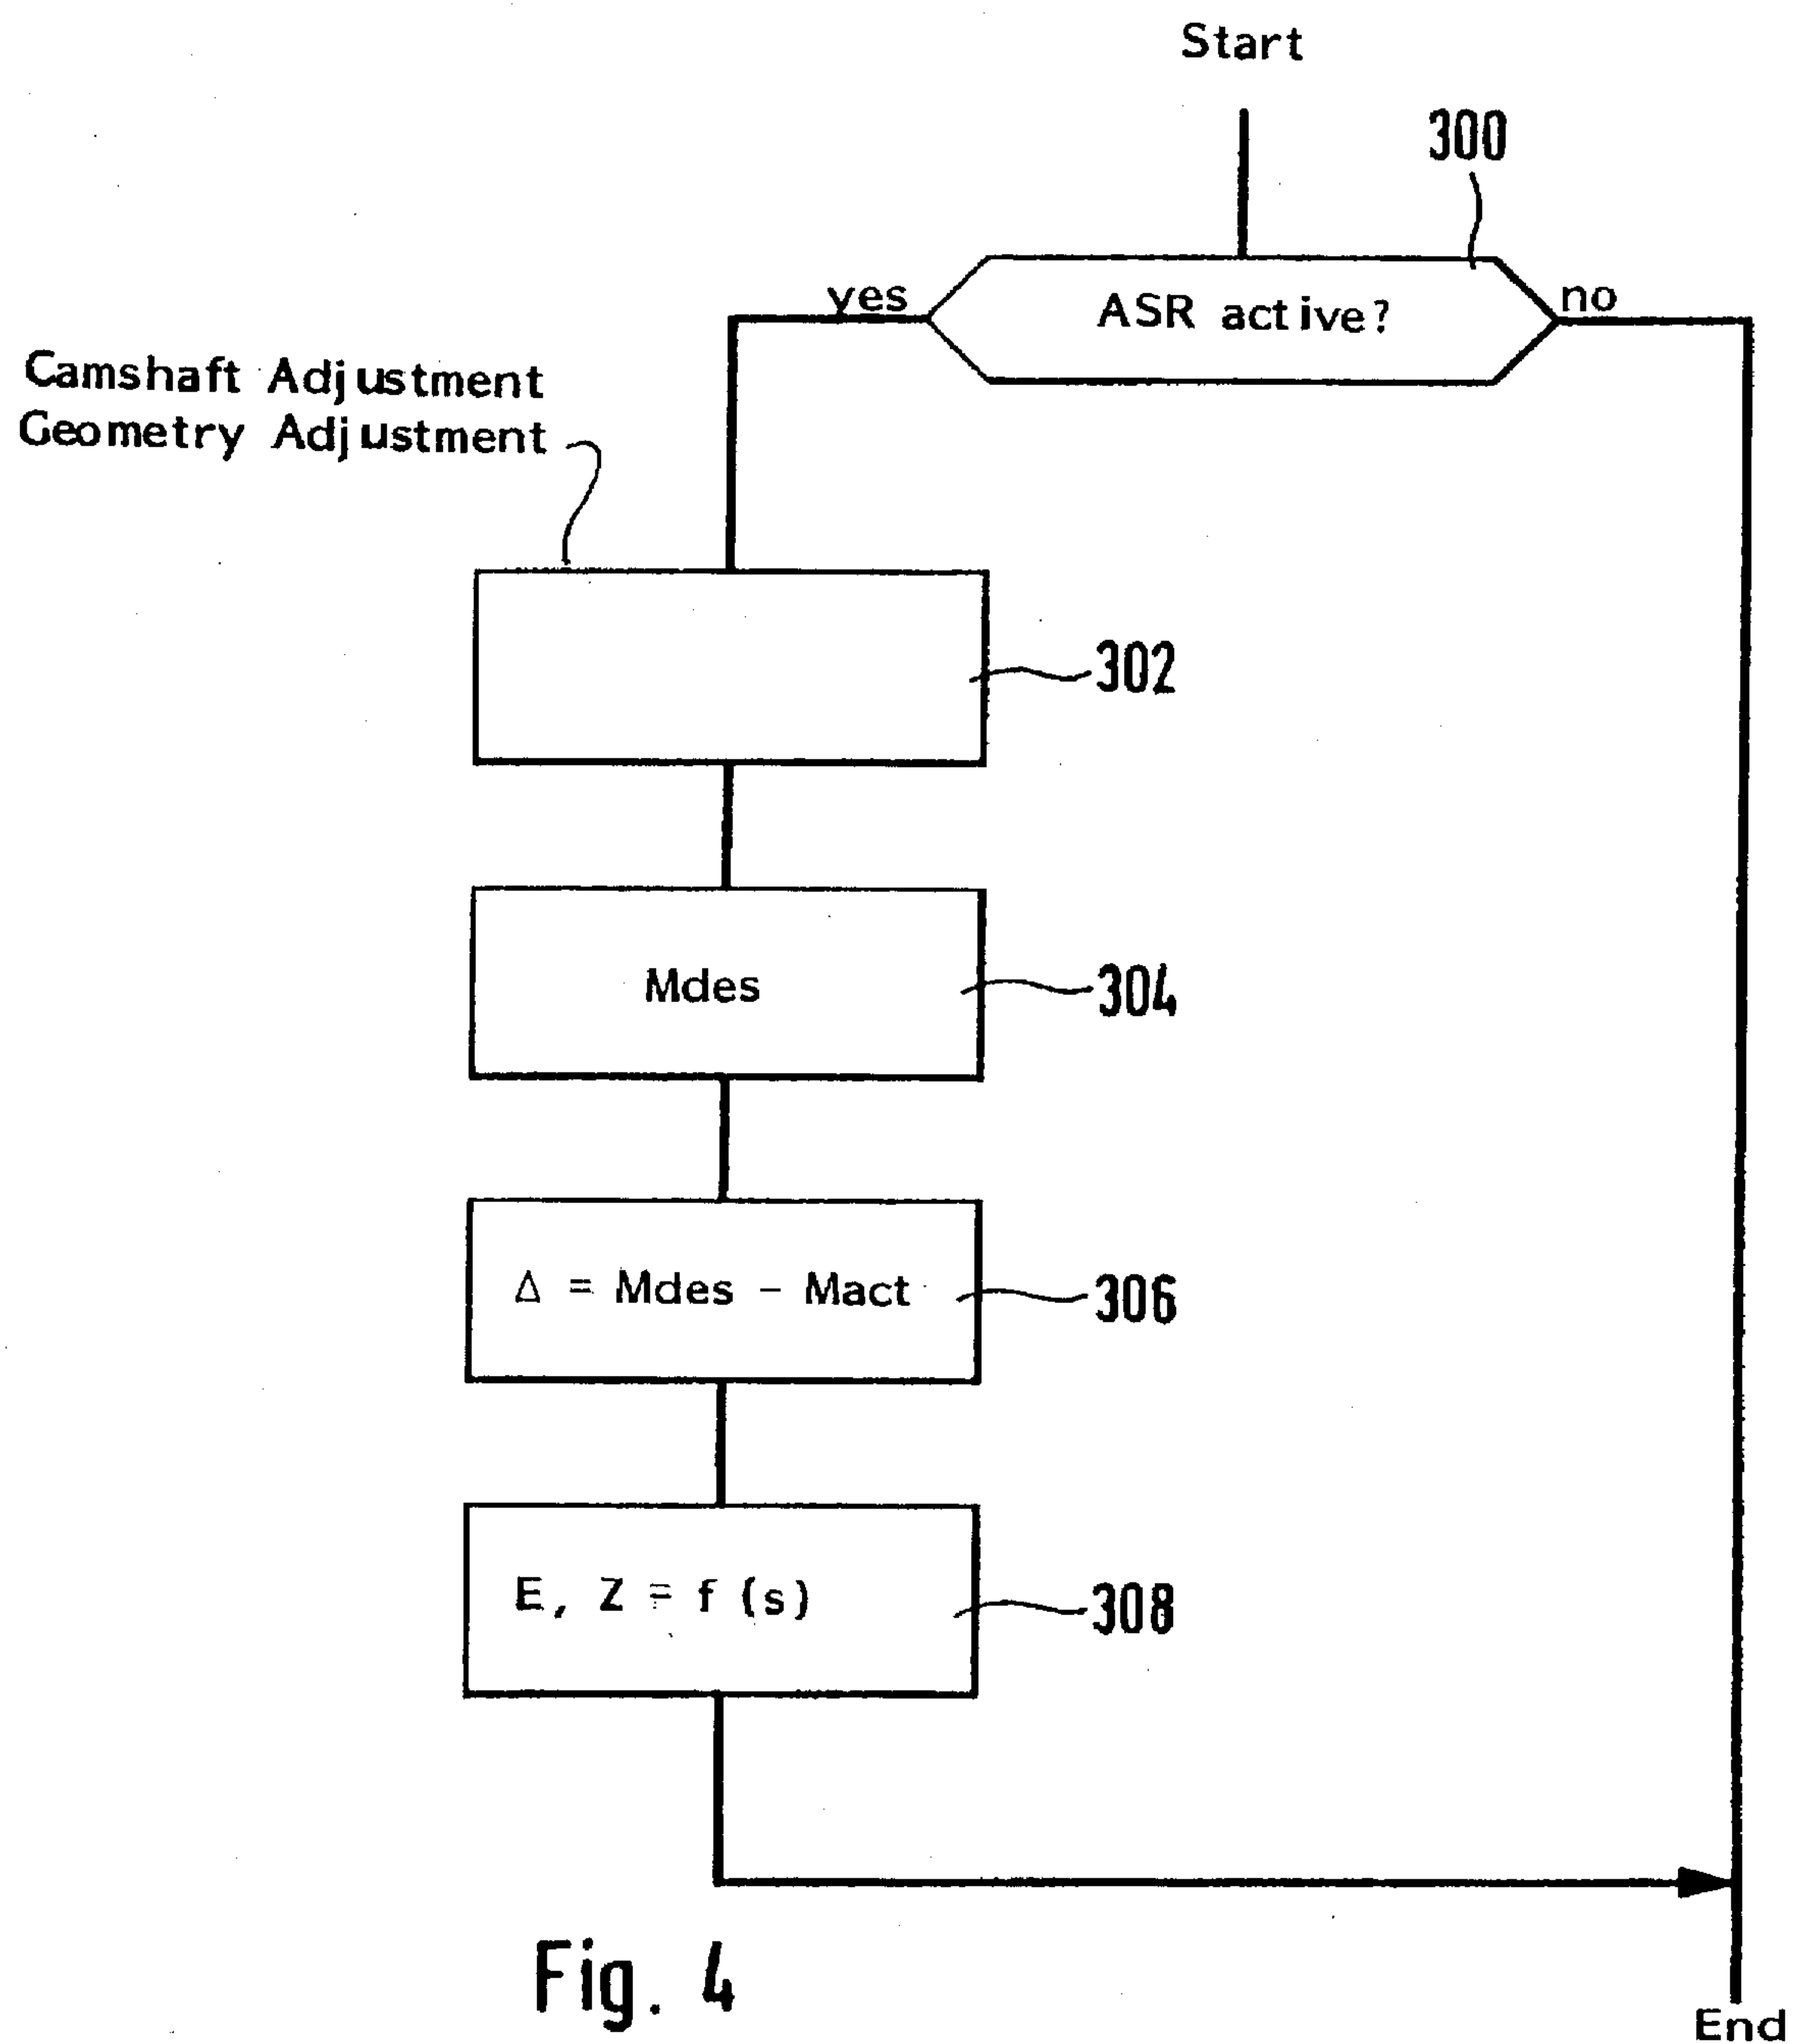 Start
300
yes
ASR active?
no
Camshaft Adjustment
Geometry Adjustment
302
Mdes
304
Δ = Mdes - Mact
306
E, Z = f (s)
308
Fig. 4
End